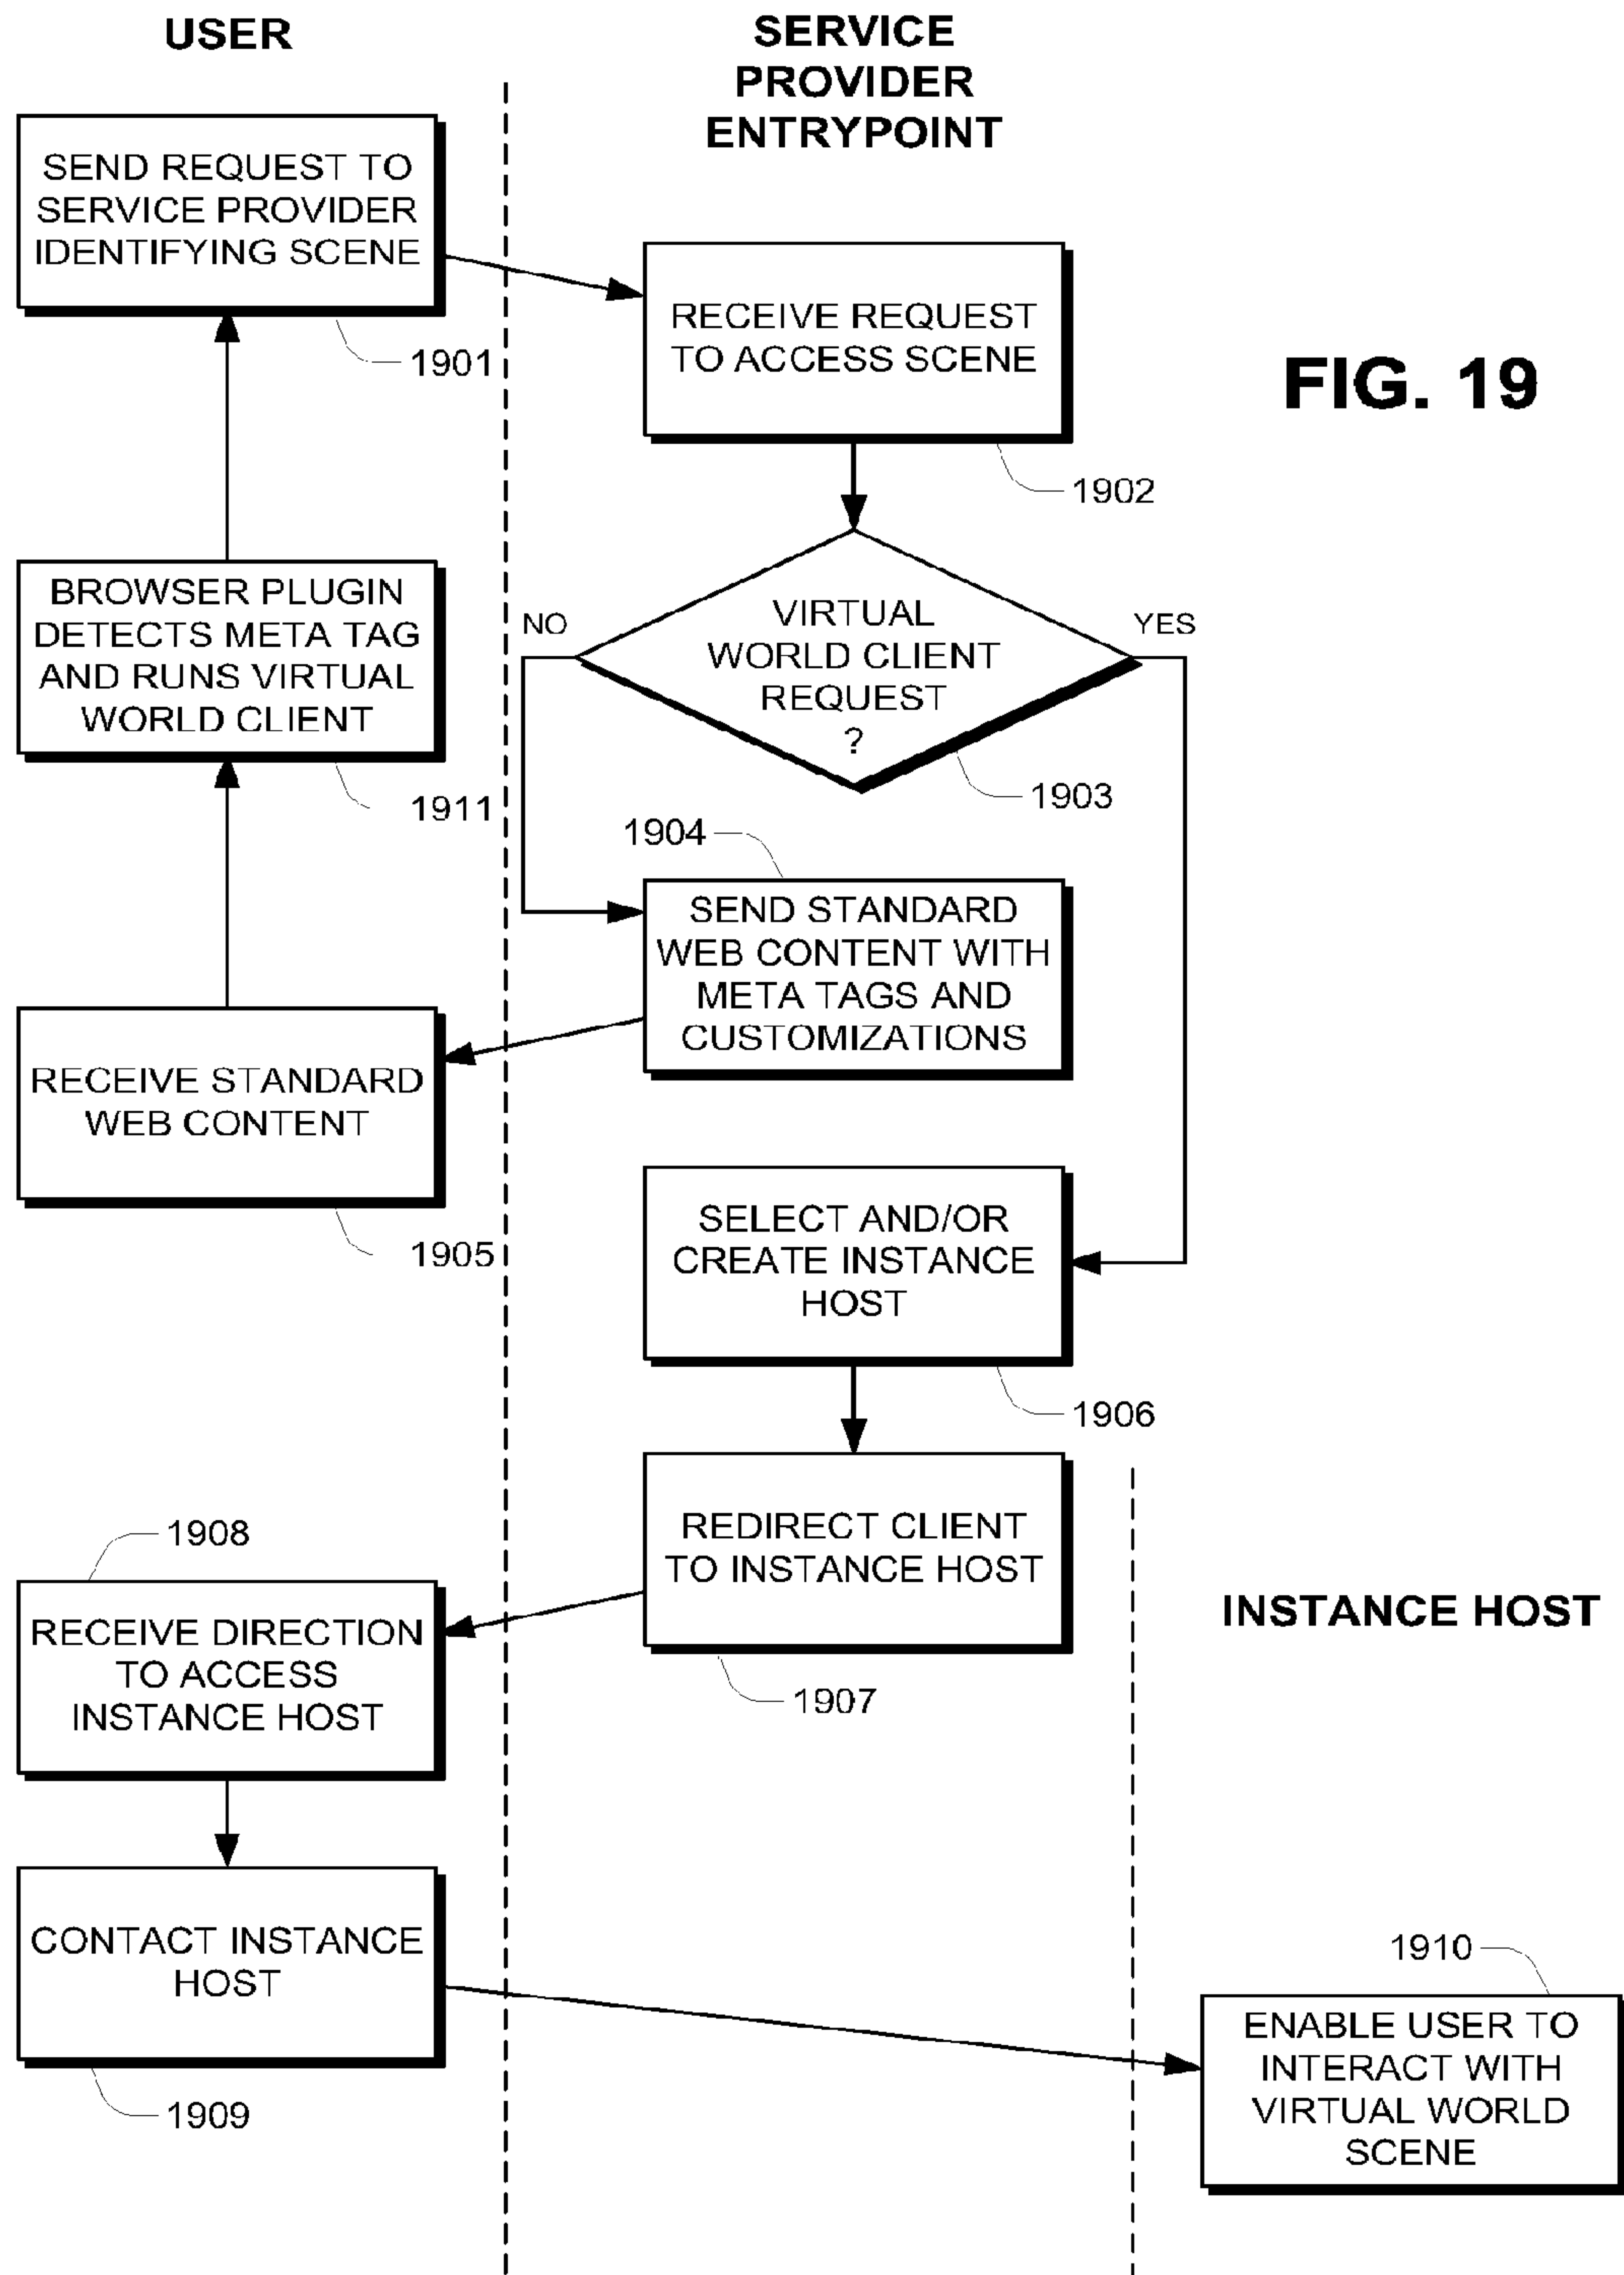 USER
SERVICE
PROVIDER
ENTRYPOINT
SEND REQUEST TO
SERVICE PROVIDER
IDENTIFYING SCENE
1901
RECEIVE REQUEST
TO ACCESS SCENE
1902
FIG. 19
BROWSER PLUGIN
DETECTS META TAG
AND RUNS VIRTUAL
WORLD CLIENT
1911
NO
VIRTUAL
WORLD CLIENT
REQUEST
?
YES
1903
1904
SEND STANDARD
WEB CONTENT WITH
META TAGS AND
CUSTOMIZATIONS
RECEIVE STANDARD
WEB CONTENT
1905
SELECT AND/OR
CREATE INSTANCE
HOST
1906
REDIRECT CLIENT
TO INSTANCE HOST
1907
INSTANCE HOST
1908
RECEIVE DIRECTION
TO ACCESS
INSTANCE HOST
CONTACT INSTANCE
HOST
1909
1910
ENABLE USER TO
INTERACT WITH
VIRTUAL WORLD
SCENE